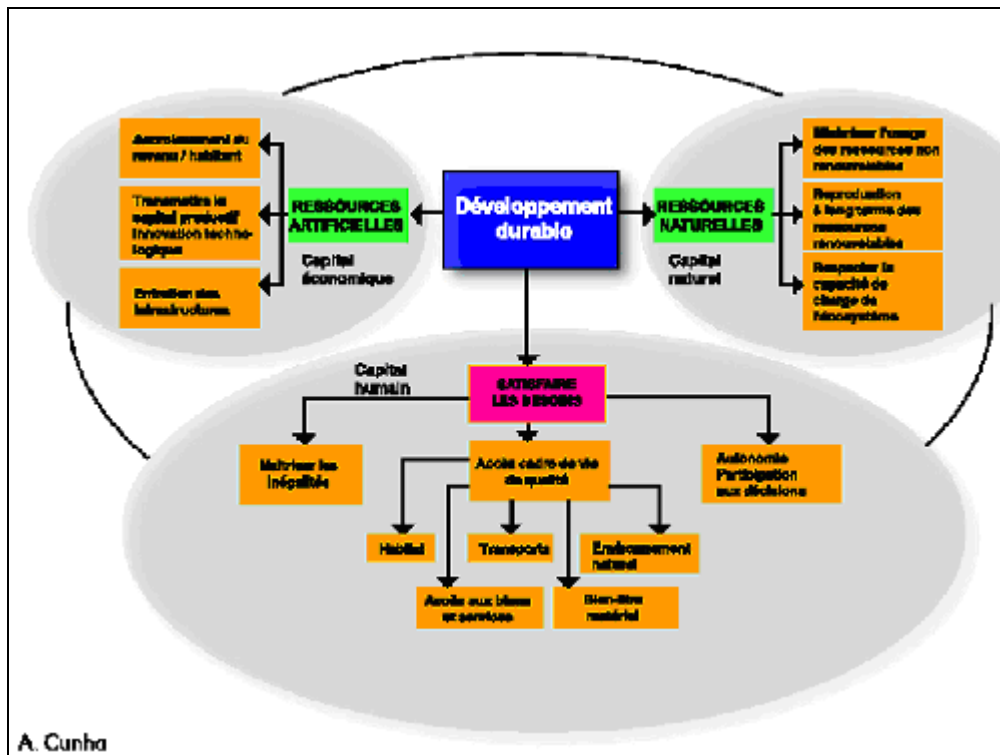 Accroissement du
revenu / habitant
Transmettre le
capital productif
Innovation techno-
logique
Entretien des
infrastructures
RESSOURCES
ARTIFICIELLES
Capital
économique
Développement
durable
RESSOURCES
NATURELLES
Capital
naturel
Minimiser l'usage
des ressources non
renouvelables
Reproduction
à long terme des
ressources
renouvelables
Respecter la
capacité de
charge de
l'écosystème
Capital
humain
SATISFAIRE
LES BESOINS
Maîtriser les
inégalités
Accès cadre de vie
de qualité
Autonomie
Participation
aux décisions
Habitat
Transports
Environnement
naturel
Accès aux biens
et services
Bien-être
matériel
A. Cunha